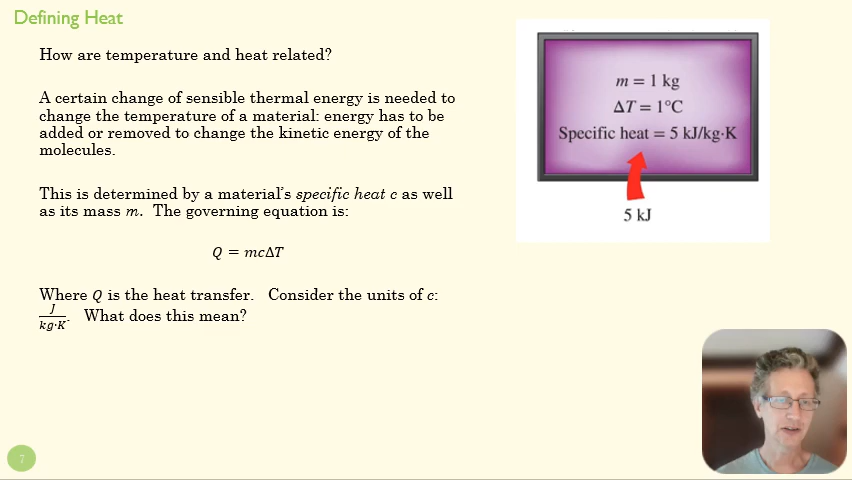 Defining Heat
How are temperature and heat related?
A certain change of sensible thermal energy is needed to
change the temperature of a material: energy has to be
added or removed to change the kinetic energy of the
molecules.
This is determined by a material's specific heat c as well
as its mass m. The governing equation is:
Q = mcΔT
Where Q is the heat transfer. Consider the units of c:
J/kg·K. What does this mean?
m = 1 kg
ΔT = 1°C
Specific heat = 5 kJ/kg·K
5 kJ
7